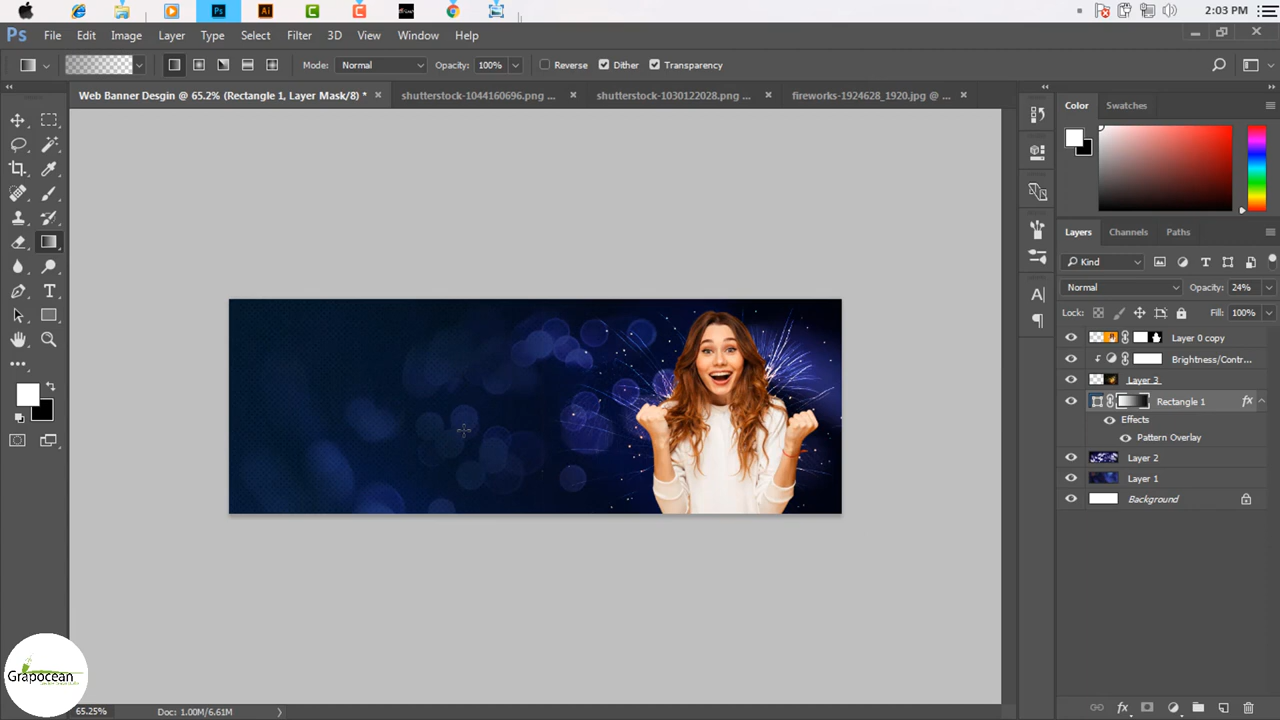 2:03 PM
Ps File Edit Image Layer Type Select Filter 3D View Window Help
Mode: Normal Opacity: 100% Reverse Dither Transparency
Web Banner Desgin @ 65.2% (Rectangle 1, Layer Mask/8) * shutterstock-1044160696.png ... shutterstock-1030122028.png ... fireworks-1924628_1920.jpg @ ...
Color Swatches
Layers Channels Paths
Kind
Normal Opacity: 24%
Lock: Fill: 100%
Layer 0 copy
Brightness/Contr...
Layer 3
Rectangle 1 fx
Effects
Pattern Overlay
Layer 2
Layer 1
Background
Grapocean
65.25% Doc: 1.00M/6.61M